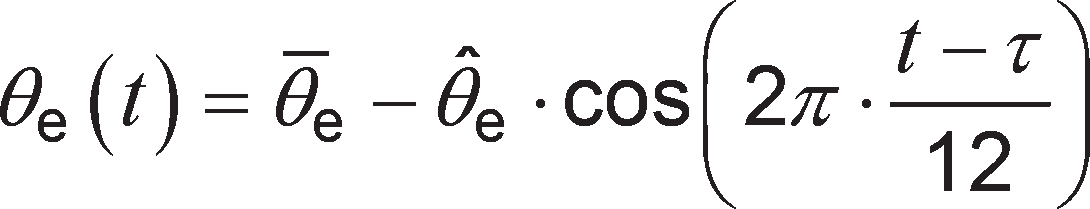 θₑ(t) = θ̅ₑ − θ̂ₑ · cos(2π · (t − τ)/12)